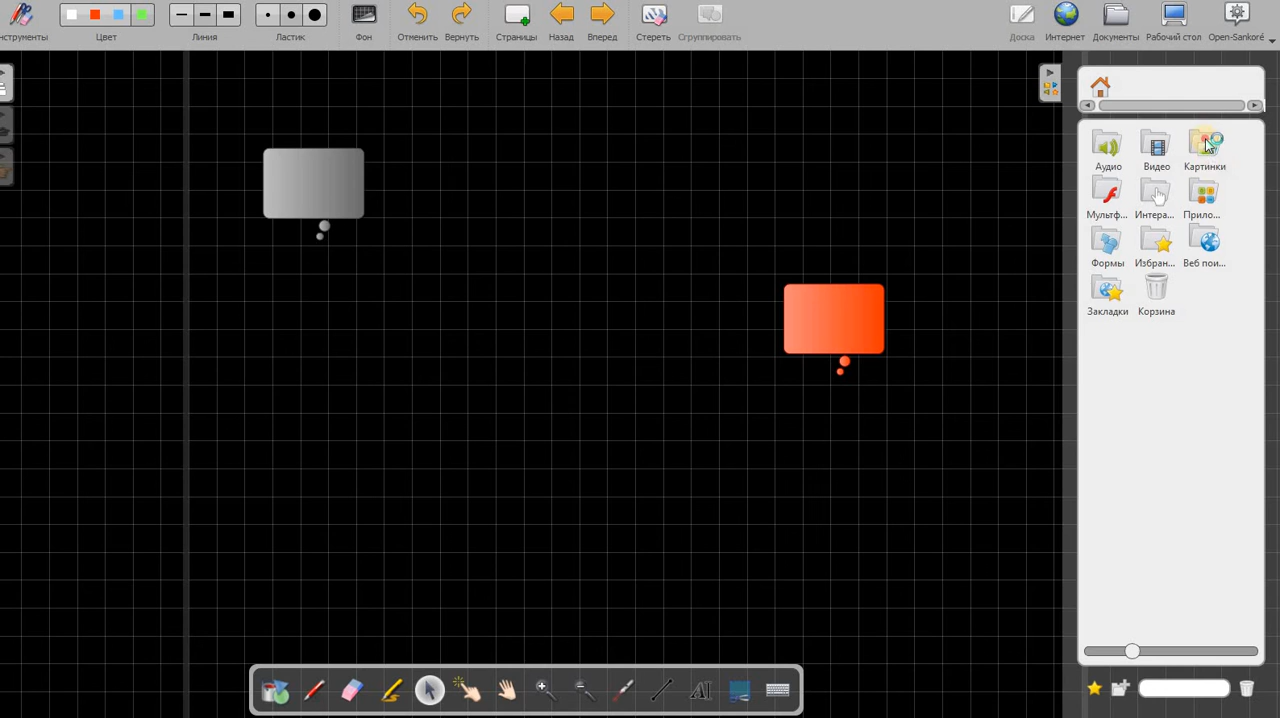 нструменты
Цвет
Линия
Ластик
Фон
Отменить
Вернуть
Страницы
Назад
Вперед
Стереть
Сгруппировать
Доска
Интернет
Документы
Рабочий стол
Open-Sankoré
Аудио
Видео
Картинки
Мультф...
Интера...
Прило...
Формы
Избран...
Веб пои...
Закладки
Корзина